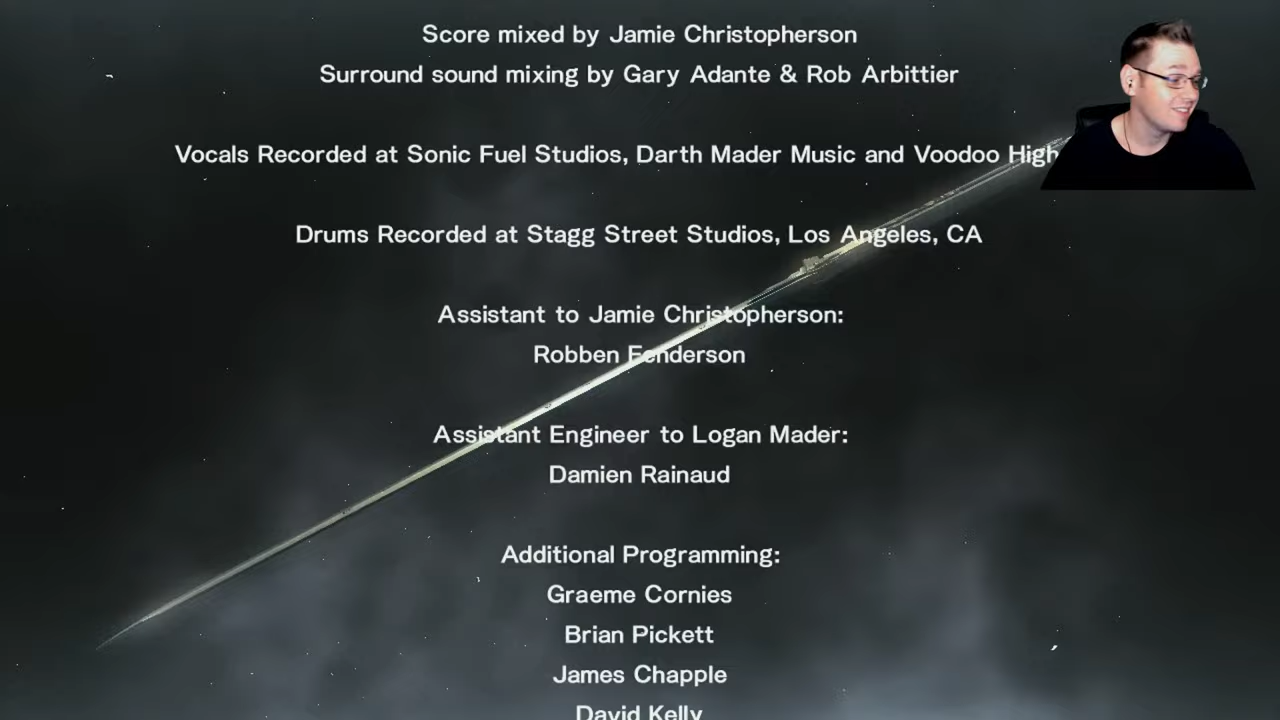 Score mixed by Jamie Christopherson
Surround sound mixing by Gary Adante & Rob Arbittier
Vocals Recorded at Sonic Fuel Studios, Darth Mader Music and Voodoo High
Drums Recorded at Stagg Street Studios, Los Angeles, CA
Assistant to Jamie Christopherson:
Robben Fenderson
Assistant Engineer to Logan Mader:
Damien Rainaud
Additional Programming:
Graeme Cornies
Brian Pickett
James Chapple
David Kelly